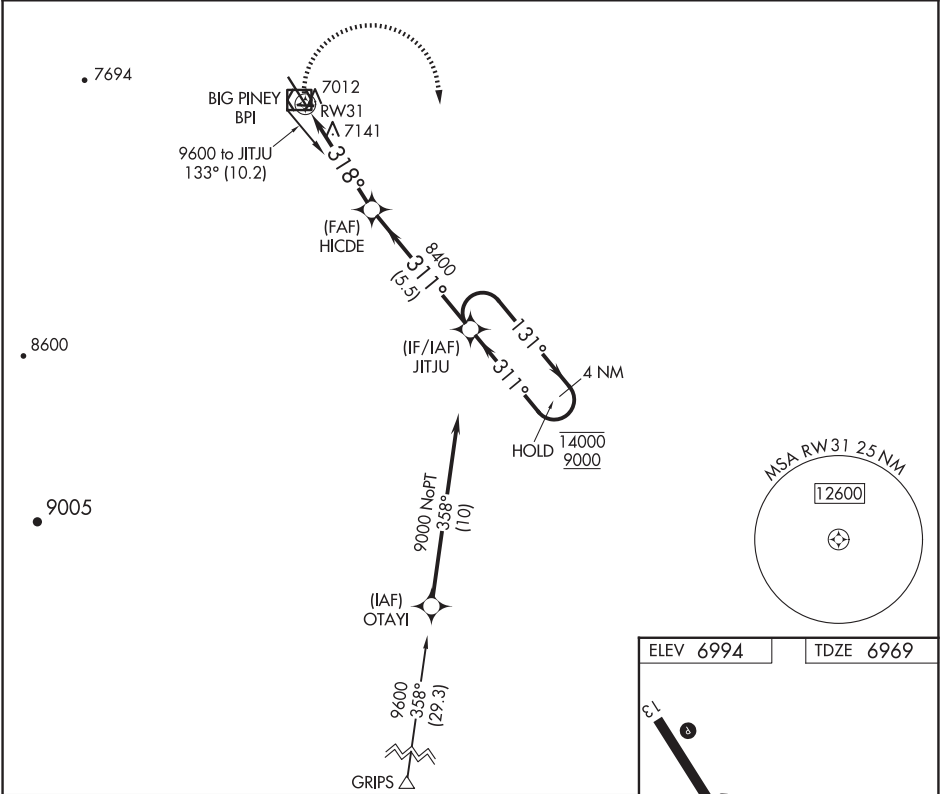 7694
BIG PINEY
BPI
7012
RW31
7141
9600 to JITJU
133° (10.2)
318°
(FAF)
HICDE
8400
311°
(5.5)
8600
(IF/IAF)
JITJU
131°
311°
4 NM
HOLD
14000
9000
9005
9000 NoPT
358°
(10)
MSA RW31 25 NM
12600
(IAF)
OTAYI
9600
358°
(29.3)
GRIPS
ELEV 6994
TDZE 6969
13
P